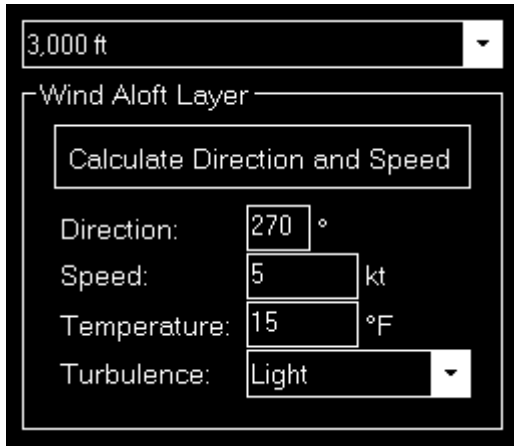 3,000 ft
Wind Aloft Layer
Calculate Direction and Speed
Direction: 270 °
Speed: 5 kt
Temperature: 15 °F
Turbulence: Light